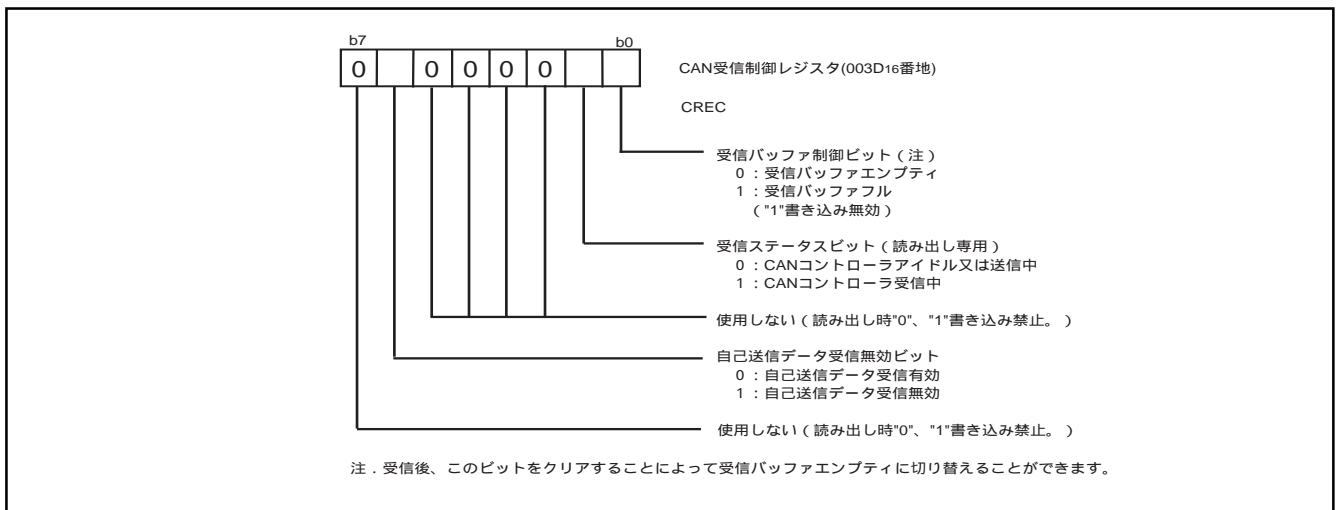 b7 b0
0 0 0 0 0
CAN受信制御レジスタ(003D16番地)
CREC
受信バッファ制御ビット(注)
0:受信バッファエンプティ
1:受信バッファフル
("1"書き込み無効)
受信ステータスビット(読み出し専用)
0:CANコントローラアイドル又は送信中
1:CANコントローラ受信中
使用しない(読み出し時"0"、"1"書き込み禁止。)
自己送信データ受信無効ビット
0:自己送信データ受信有効
1:自己送信データ受信無効
使用しない(読み出し時"0"、"1"書き込み禁止。)
注.受信後、このビットをクリアすることによって受信バッファエンプティに切り替えることができます。